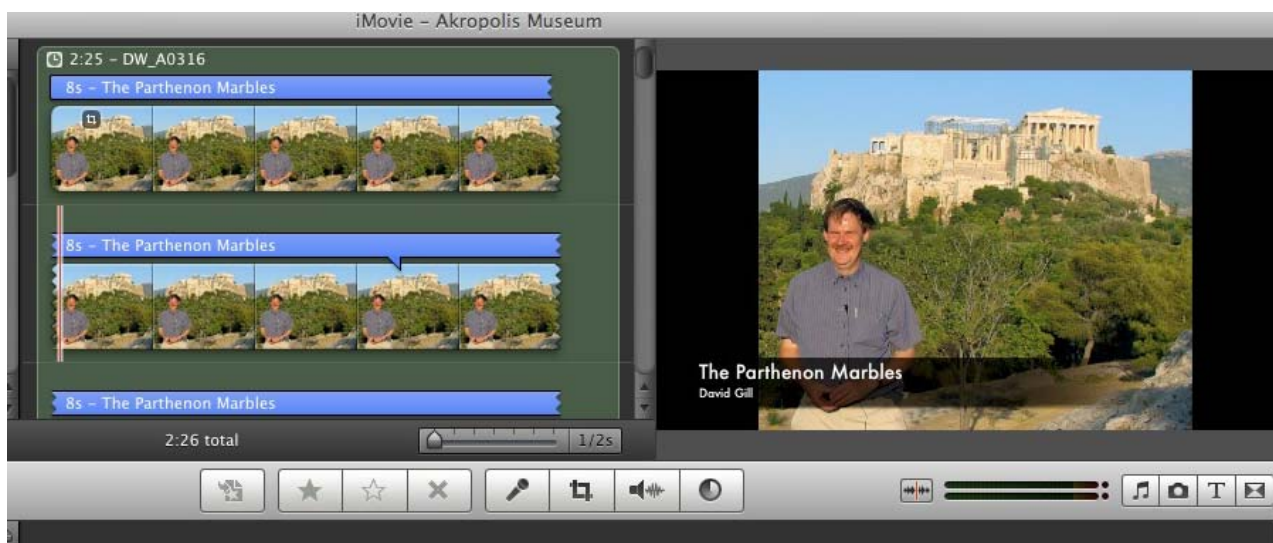 iMovie – Akropolis Museum
2:25 – DW_A0316
8s – The Parthenon Marbles
8s – The Parthenon Marbles
8s – The Parthenon Marbles
2:26 total
1/2s
The Parthenon Marbles
David Gill
T